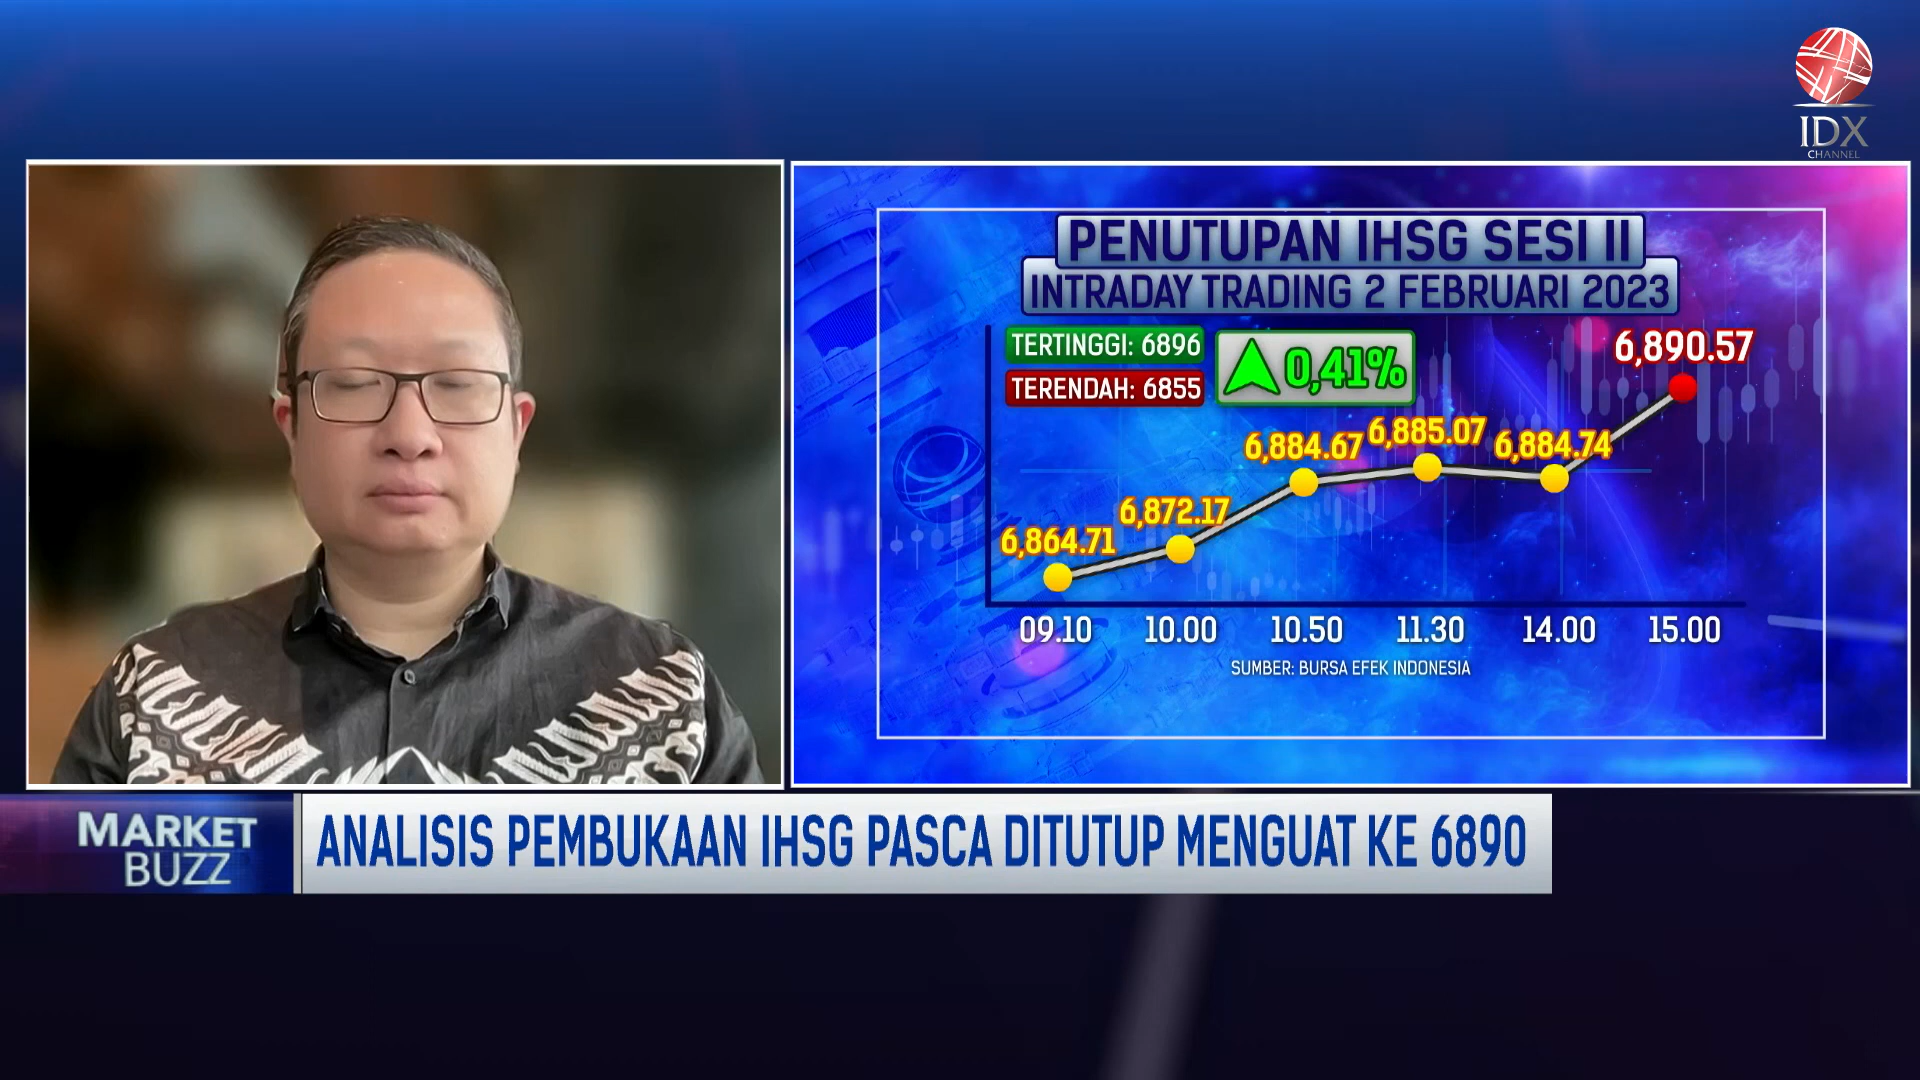 IDX
CHANNEL
PENUTUPAN IHSG SESI II
INTRADAY TRADING 2 FEBRUARI 2023
TERTINGGI: 6896
TERENDAH: 6855
0,41%
6,864.71
6,872.17
6,884.67
6,885.07
6,884.74
6,890.57
09.10
10.00
10.50
11.30
14.00
15.00
SUMBER: BURSA EFEK INDONESIA
MARKET
BUZZ
ANALISIS PEMBUKAAN IHSG PASCA DITUTUP MENGUAT KE 6890